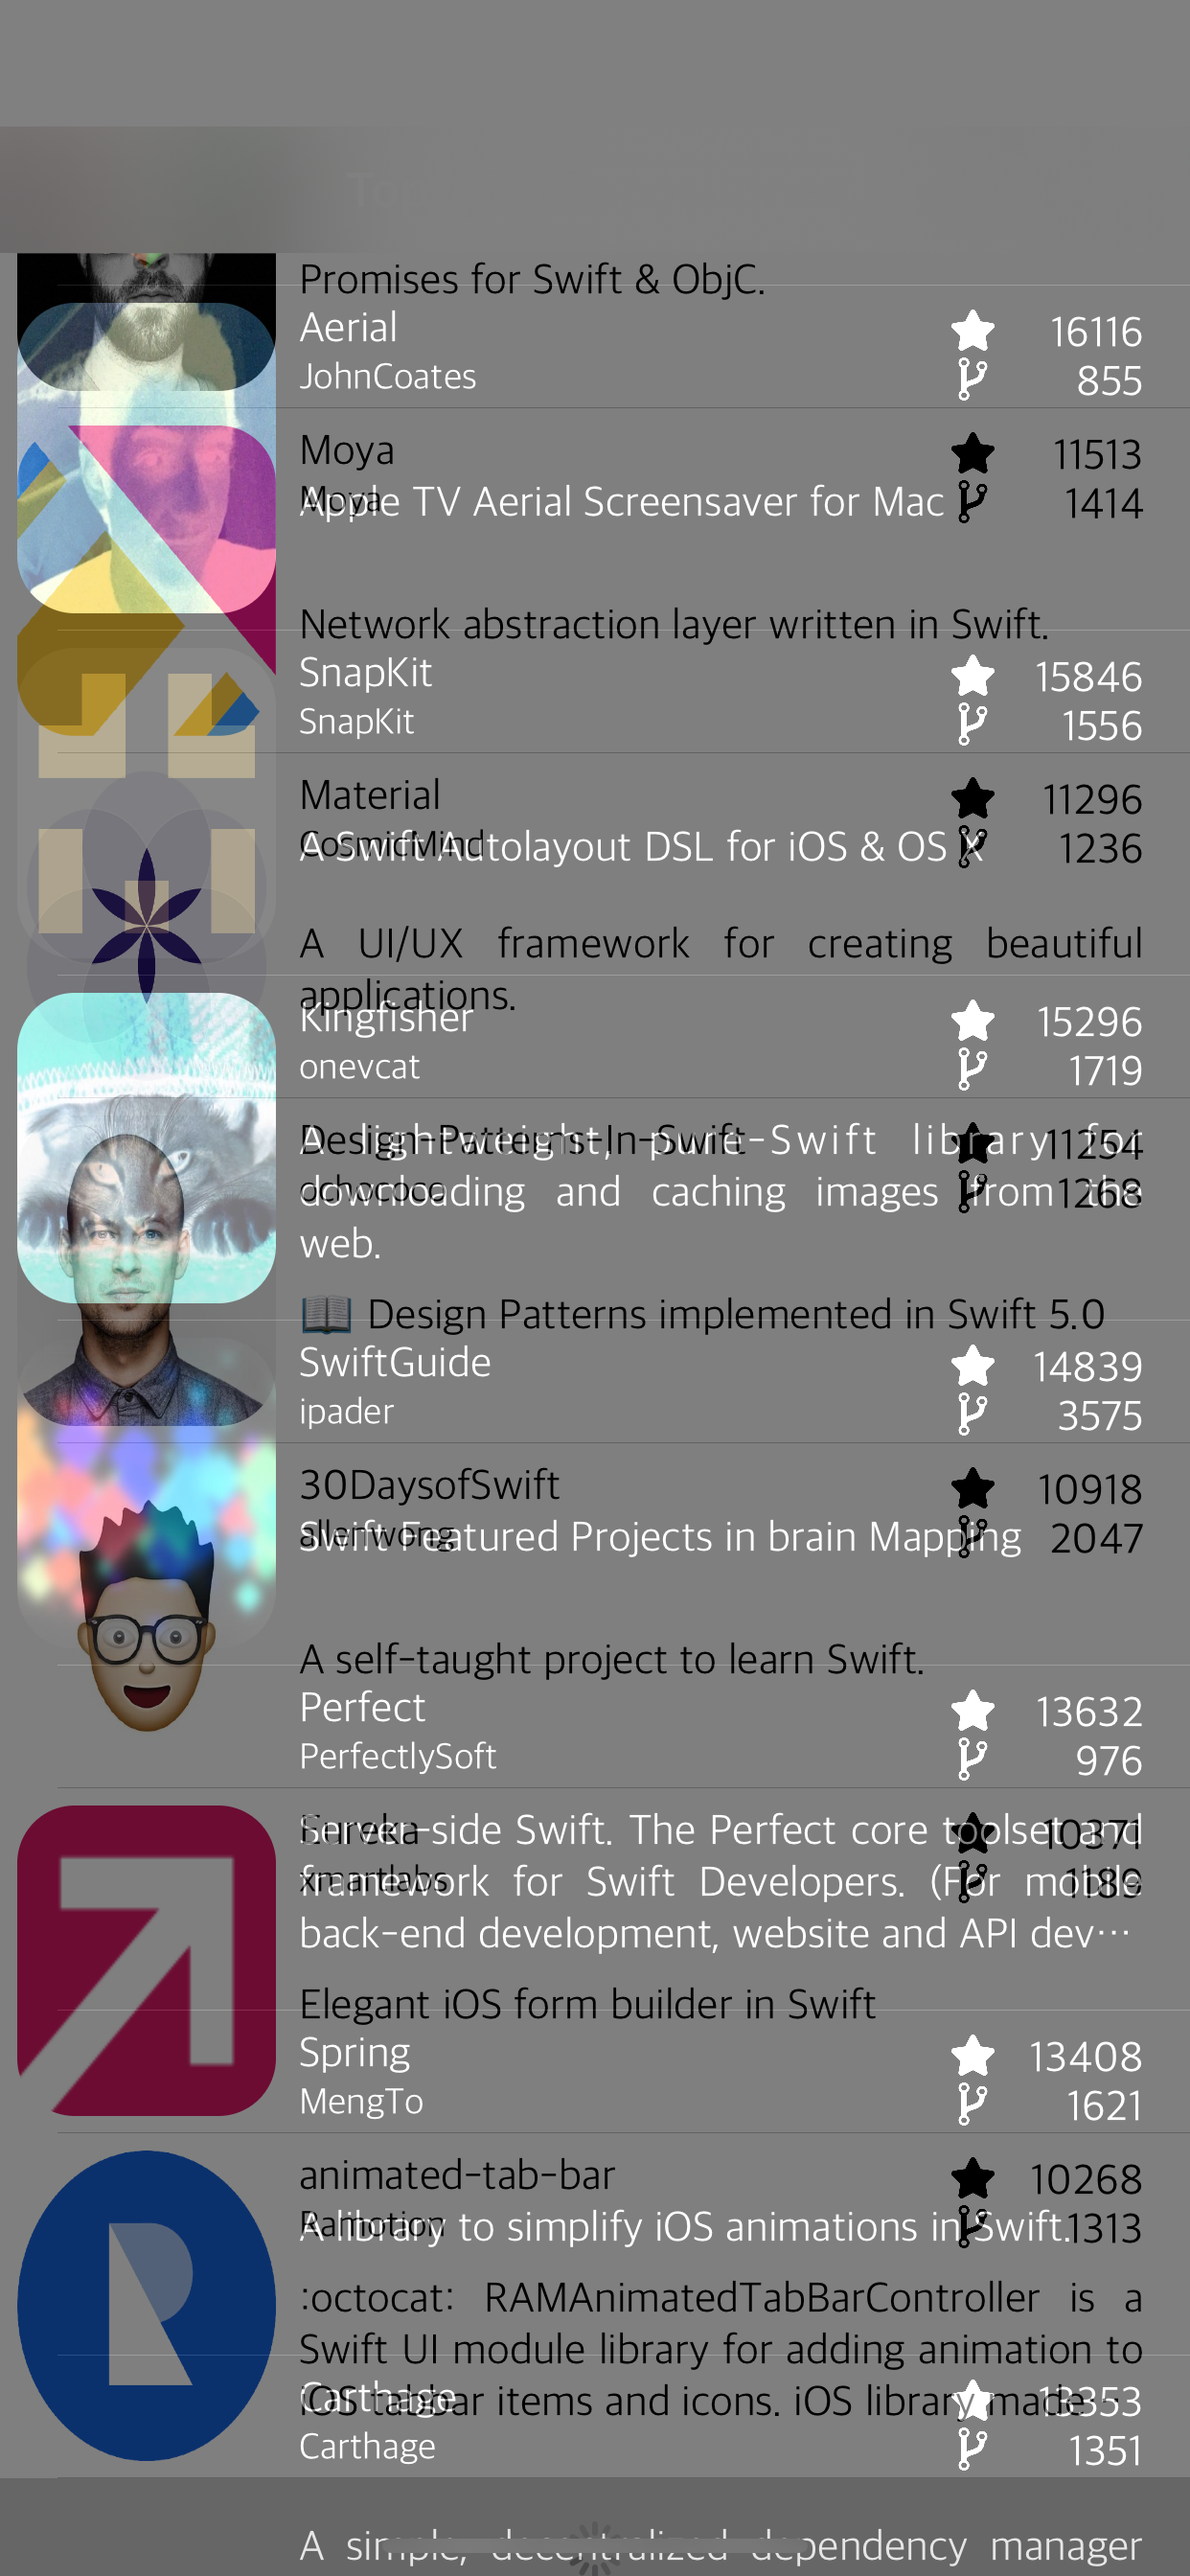 To
Promises for Swift & ObjC.
Aerial 16116
JohnCoates 855
Moya 11513
Moya 1414
Apple TV Aerial Screensaver for Mac
Network abstraction layer written in Swift.
SnapKit 15846
SnapKit 1556
Material 11296
CosmicMind 1236
A Swift Autolayout DSL for iOS & OS X
A UI/UX framework for creating beautiful
applications.
Kingfisher 15296
onevcat 1719
Design-Patterns-In-Swift 11254
A lightweight, pure-Swift library for
1268
downloading and caching images from the
web.
📖 Design Patterns implemented in Swift 5.0
SwiftGuide 14839
ipader 3575
30DaysofSwift 10918
allenwong 2047
Swift Featured Projects in brain Mapping
A self-taught project to learn Swift.
Perfect 13632
PerfectlySoft 976
Eureka 10371
Server-side Swift. The Perfect core toolset and
xmartlabs 1189
framework for Swift Developers. (For mobile
back-end development, website and API dev…
Elegant iOS form builder in Swift
Spring 13408
MengTo 1621
animated-tab-bar 10268
Ramotion 1313
A library to simplify iOS animations in Swift.
:octocat: RAMAnimatedTabBarController is a
Swift UI module library for adding animation to
iOS tabbar items and icons. iOS library made…
Carthage 13353
Carthage 1351
A simple, decentralized dependency manager